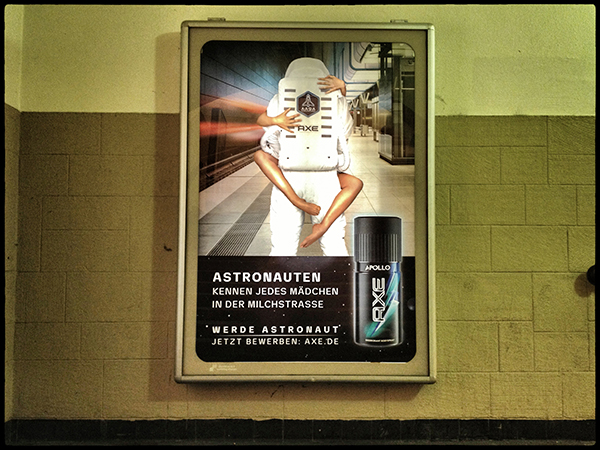 AXE
ASTRONAUTEN
KENNEN JEDES MÄDCHEN
IN DER MILCHSTRASSE
WERDE ASTRONAUT
JETZT BEWERBEN: AXE.DE
APOLLO
AXE